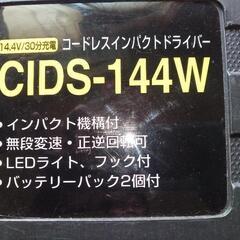 14.4V/30分充電 コードレスインパクトドライバー
CIDS-144W
・インパクト機構付
・無段変速・正逆回転可
・LEDライト、フック付
・バッテリーパック2個付